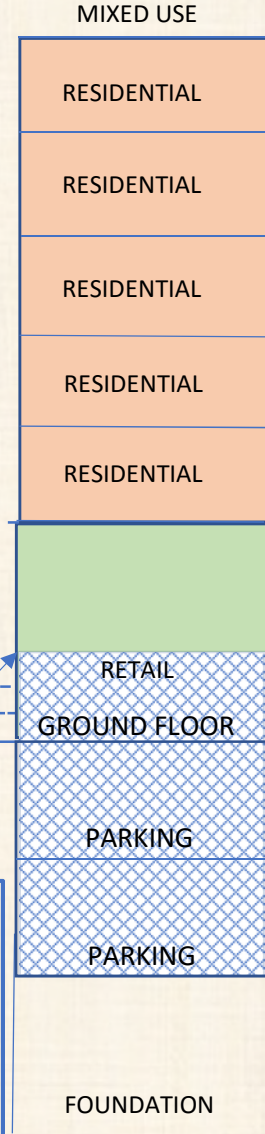 MIXED USE
RESIDENTIAL
RESIDENTIAL
RESIDENTIAL
RESIDENTIAL
RESIDENTIAL
RETAIL
GROUND FLOOR
PARKING
PARKING
FOUNDATION